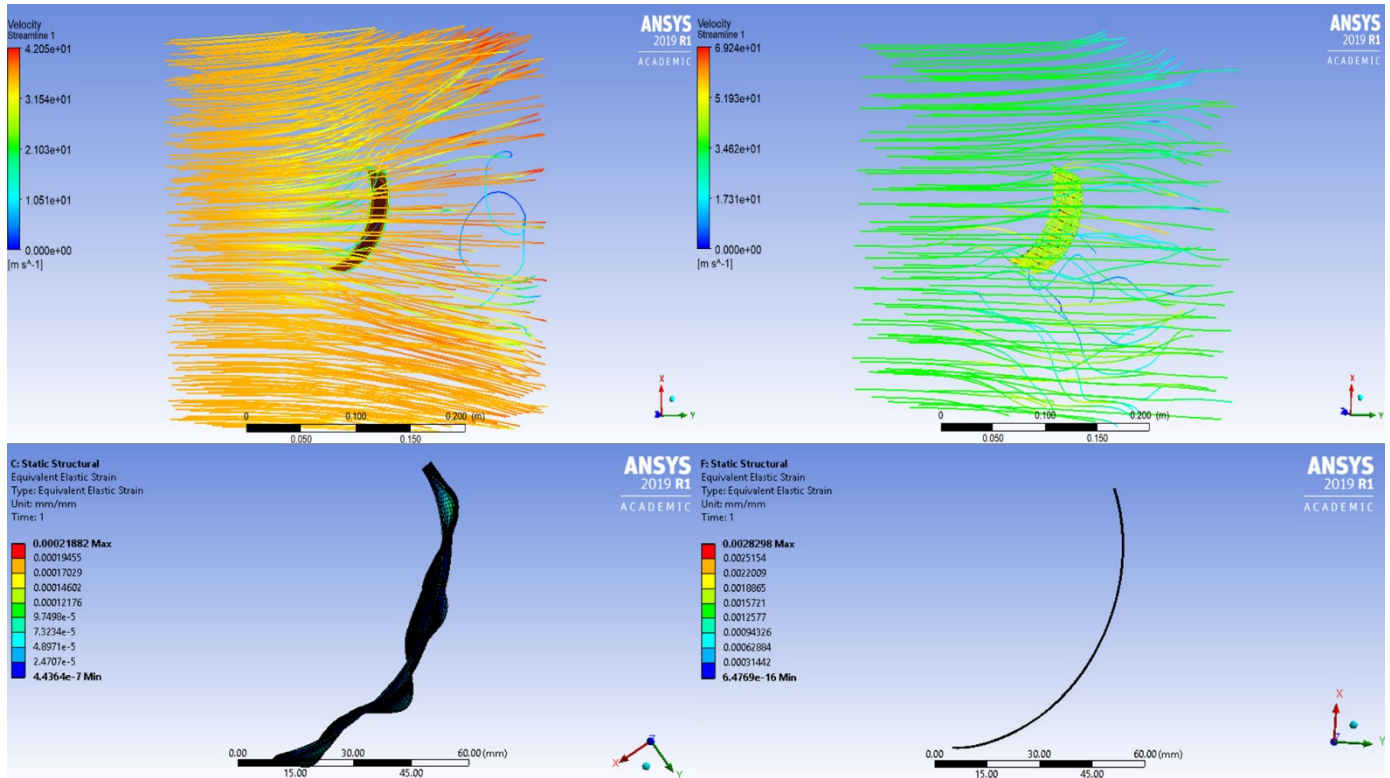 Velocity
Streamline 1
4.205e+01
3.154e+01
2.103e+01
1.051e+01
0.000e+00
[m s^-1]
ANSYS
2019 R1
ACADEMIC
0 0.100 0.200 (m)
0.050 0.150
X
Z
Y
Velocity
Streamline 1
6.924e+01
5.193e+01
3.462e+01
1.731e+01
0.000e+00
[m s^-1]
ANSYS
2019 R1
ACADEMIC
0 0.100 0.200 (m)
0.050 0.150
X
Z
Y
C: Static Structural
Equivalent Elastic Strain
Type: Equivalent Elastic Strain
Unit: mm/mm
Time: 1
0.00021882 Max
0.00019455
0.00017029
0.00014602
0.00012176
9.7498e-5
7.3234e-5
4.8971e-5
2.4707e-5
4.4364e-7 Min
ANSYS
2019 R1
ACADEMIC
0.00 30.00 60.00 (mm)
15.00 45.00
X
Z
Y
F: Static Structural
Equivalent Elastic Strain
Type: Equivalent Elastic Strain
Unit: mm/mm
Time: 1
0.0028298 Max
0.0025154
0.0022009
0.0018865
0.0015721
0.0012577
0.00094326
0.00062884
0.00031442
6.4769e-16 Min
ANSYS
2019 R1
ACADEMIC
0.00 30.00 60.00 (mm)
15.00 45.00
X
Z
Y